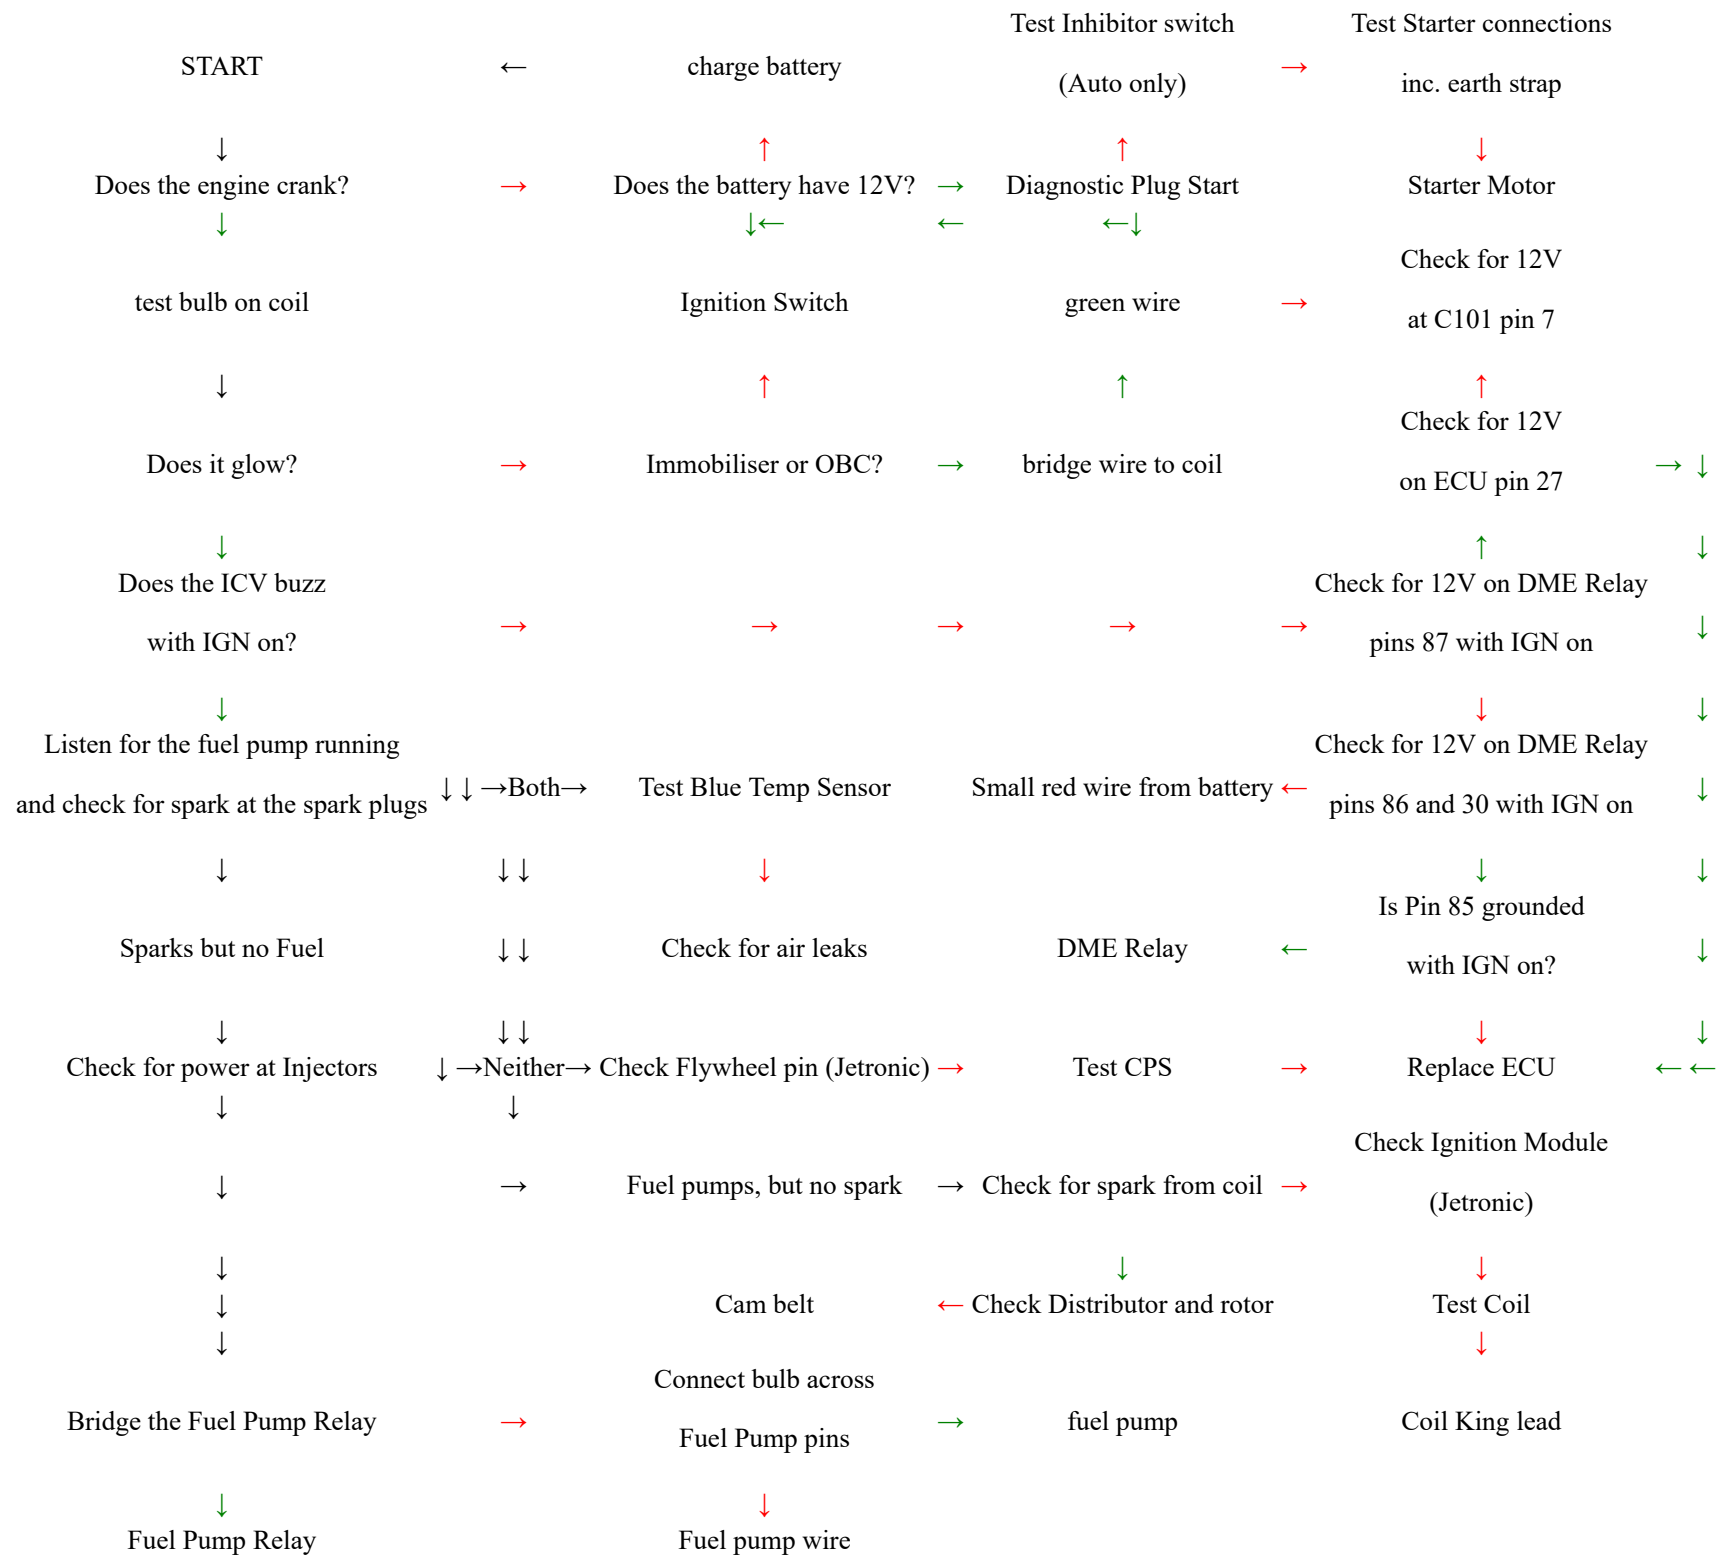 Test Inhibitor switch Test Starter connections
START ← charge battery →
(Auto only) inc. earth strap
↓ ↑ ↑ ↓
Does the engine crank? → Does the battery have 12V? → Diagnostic Plug Start Starter Motor
↓ ↓← ← ←↓
Check for 12V
test bulb on coil Ignition Switch green wire →
at C101 pin 7
↓ ↑ ↑ ↑
Check for 12V
Does it glow? → Immobiliser or OBC? → bridge wire to coil → ↓
on ECU pin 27
↓ ↑ ↓
Does the ICV buzz Check for 12V on DME Relay
→ → → → → ↓
with IGN on? pins 87 with IGN on
↓ ↓ ↓
Listen for the fuel pump running Check for 12V on DME Relay
↓↓→Both→ Test Blue Temp Sensor Small red wire from battery ← ↓
and check for spark at the spark plugs pins 86 and 30 with IGN on
↓ ↓↓ ↓ ↓ ↓
Is Pin 85 grounded
Sparks but no Fuel ↓↓ Check for air leaks DME Relay ← ↓
with IGN on?
↓ ↓↓ ↓ ↓
Check for power at Injectors ↓→Neither→ Check Flywheel pin (Jetronic) → Test CPS → Replace ECU ←←
↓ ↓
Check Ignition Module
↓ → Fuel pumps, but no spark → Check for spark from coil →
(Jetronic)
↓ ↓ ↓
↓ Cam belt ← Check Distributor and rotor Test Coil
↓ ↓
Connect bulb across
Bridge the Fuel Pump Relay → → fuel pump Coil King lead
Fuel Pump pins
↓ ↓
Fuel Pump Relay Fuel pump wire